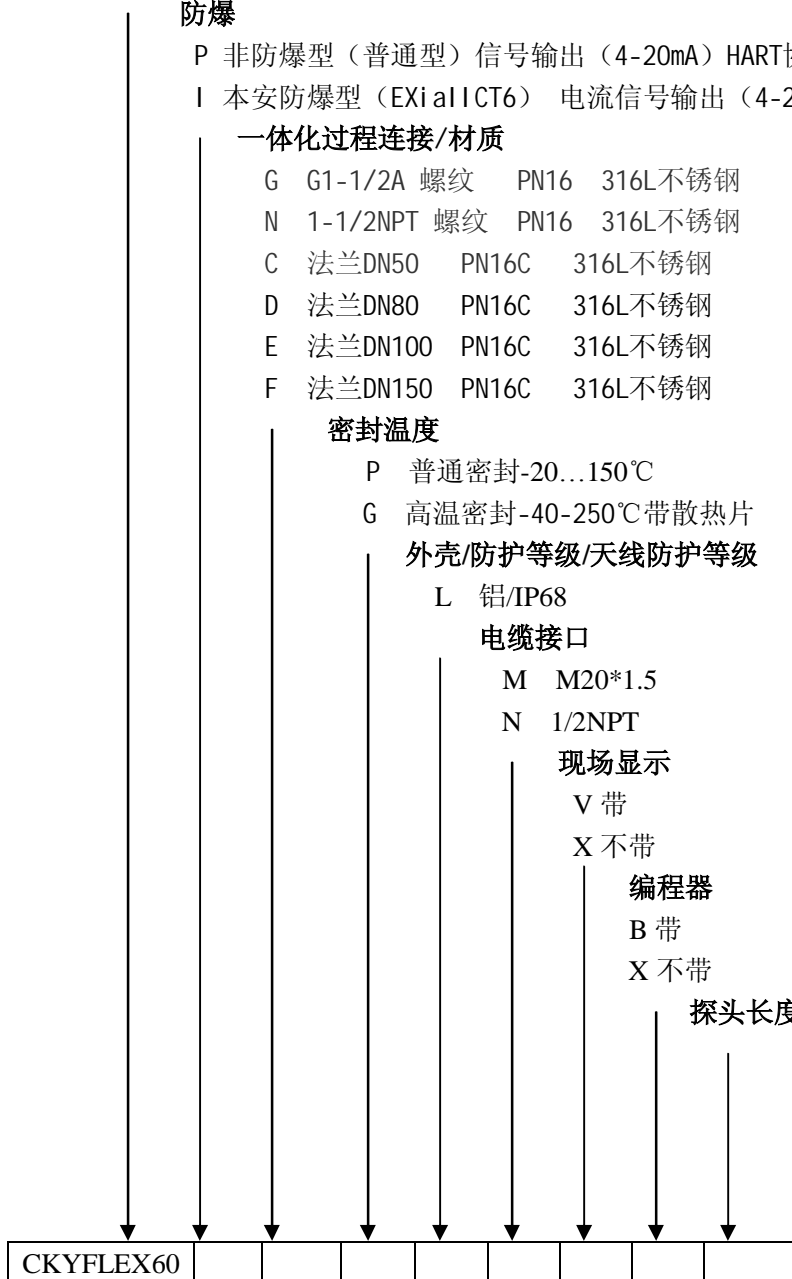 防爆
P 非防爆型（普通型）信号输出（4-20mA）HART
I 本安防爆型（EXiaIICT6） 电流信号输出（4-2
一体化过程连接/材质
G G1-1/2A 螺纹 PN16 316L不锈钢
N 1-1/2NPT 螺纹 PN16 316L不锈钢
C 法兰DN50 PN16C 316L不锈钢
D 法兰DN80 PN16C 316L不锈钢
E 法兰DN100 PN16C 316L不锈钢
F 法兰DN150 PN16C 316L不锈钢
密封温度
P 普通密封-20…150℃
G 高温密封-40-250℃带散热片
外壳/防护等级/天线防护等级
L 铝/IP68
电缆接口
M M20*1.5
N 1/2NPT
现场显示
V 带
X 不带
编程器
B 带
X 不带
探头长度
CKYFLEX60